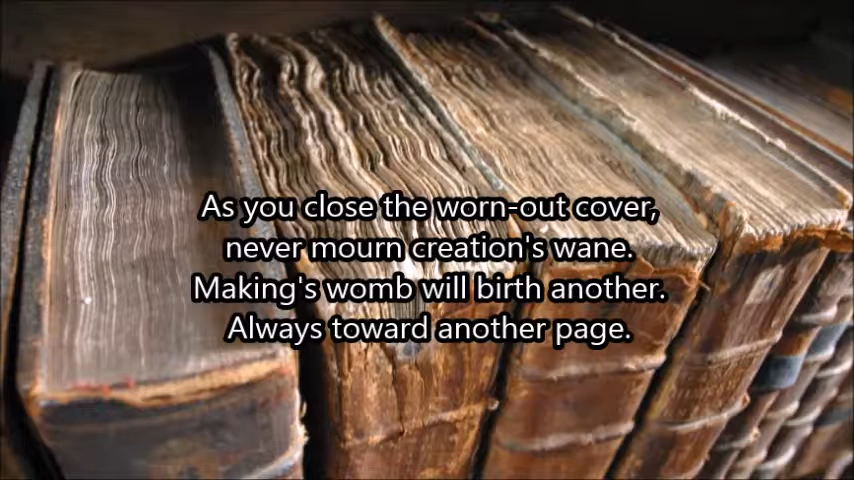 As you close the worn-out cover,
never mourn creation's wane.
Making's womb will birth another.
Always toward another page.